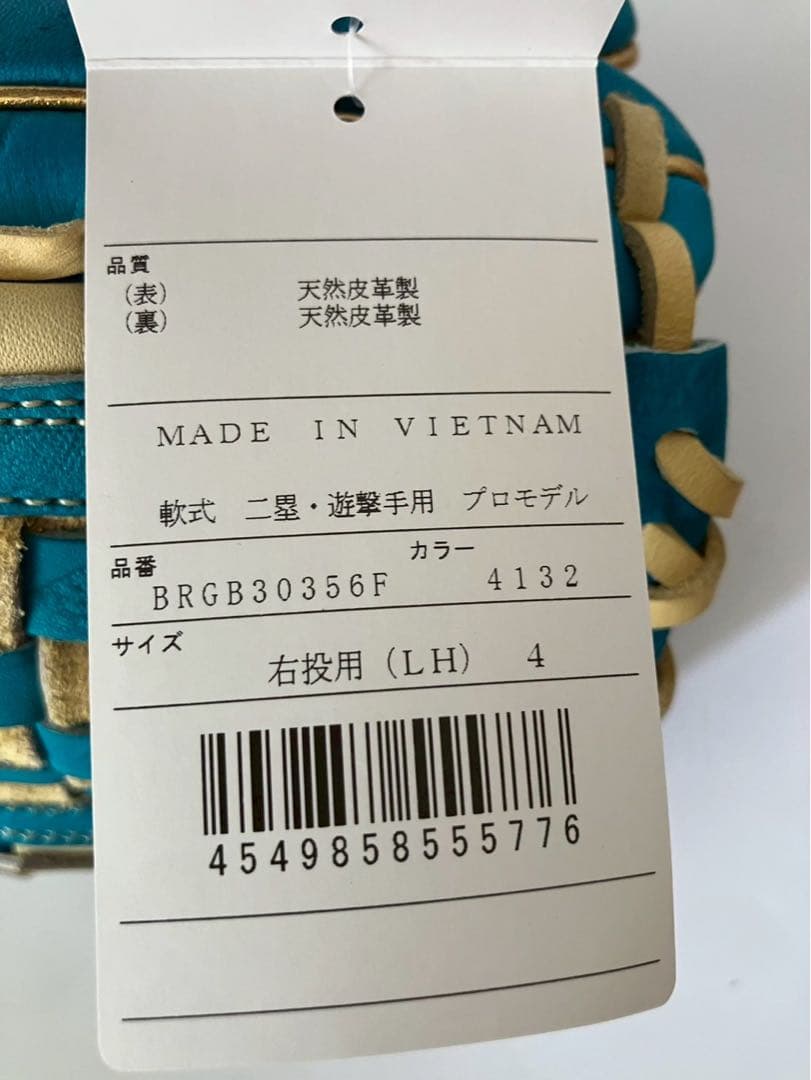 品質
（表） 天然皮革製
（裏） 天然皮革製
MADE IN VIETNAM
軟式 二塁・遊撃手用 プロモデル
品番 カラー
BRGB30356F 4132
サイズ
右投用（LH） 4
4549858555776